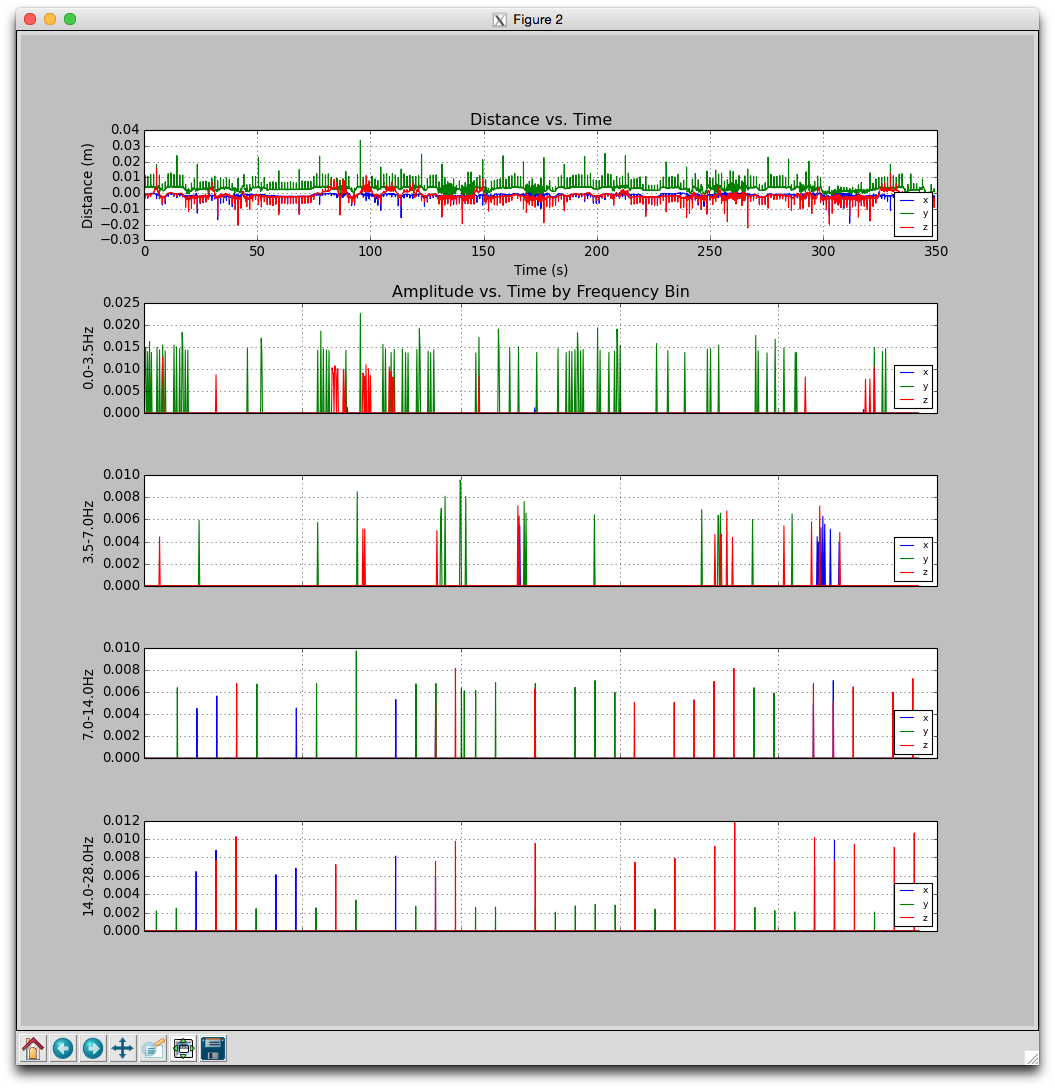 Figure 2
Distance vs. Time
Distance (m)
0.04
0.03
0.02
0.01
0.00
−0.01
−0.02
−0.03
x
y
z
0 50 100 150 200 250 300 350
Time (s)
Amplitude vs. Time by Frequency Bin
0.0-3.5Hz
0.025
0.020
0.015
0.010
0.005
0.000
x
y
z
3.5-7.0Hz
0.010
0.008
0.006
0.004
0.002
0.000
x
y
z
7.0-14.0Hz
0.010
0.008
0.006
0.004
0.002
0.000
x
y
z
14.0-28.0Hz
0.012
0.010
0.008
0.006
0.004
0.002
0.000
x
y
z